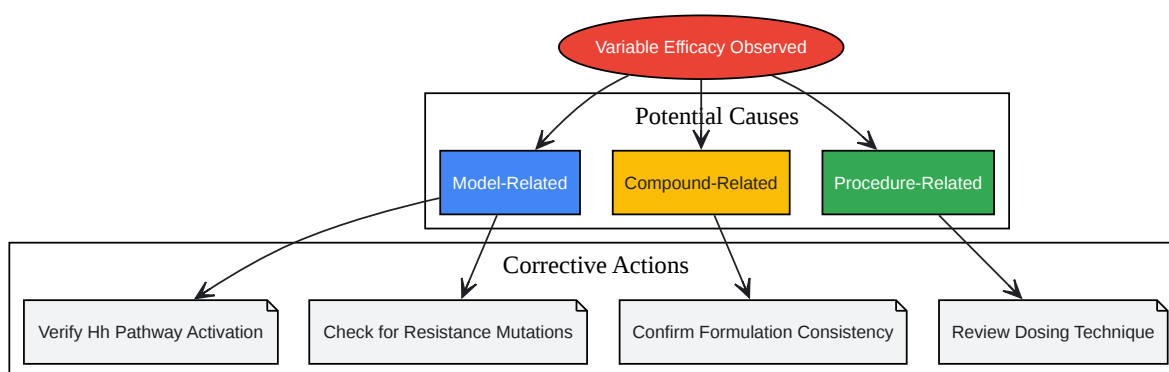 Variable Efficacy Observed
Potential Causes
Model-Related
Compound-Related
Procedure-Related
Corrective Actions
Verify Hh Pathway Activation
Check for Resistance Mutations
Confirm Formulation Consistency
Review Dosing Technique